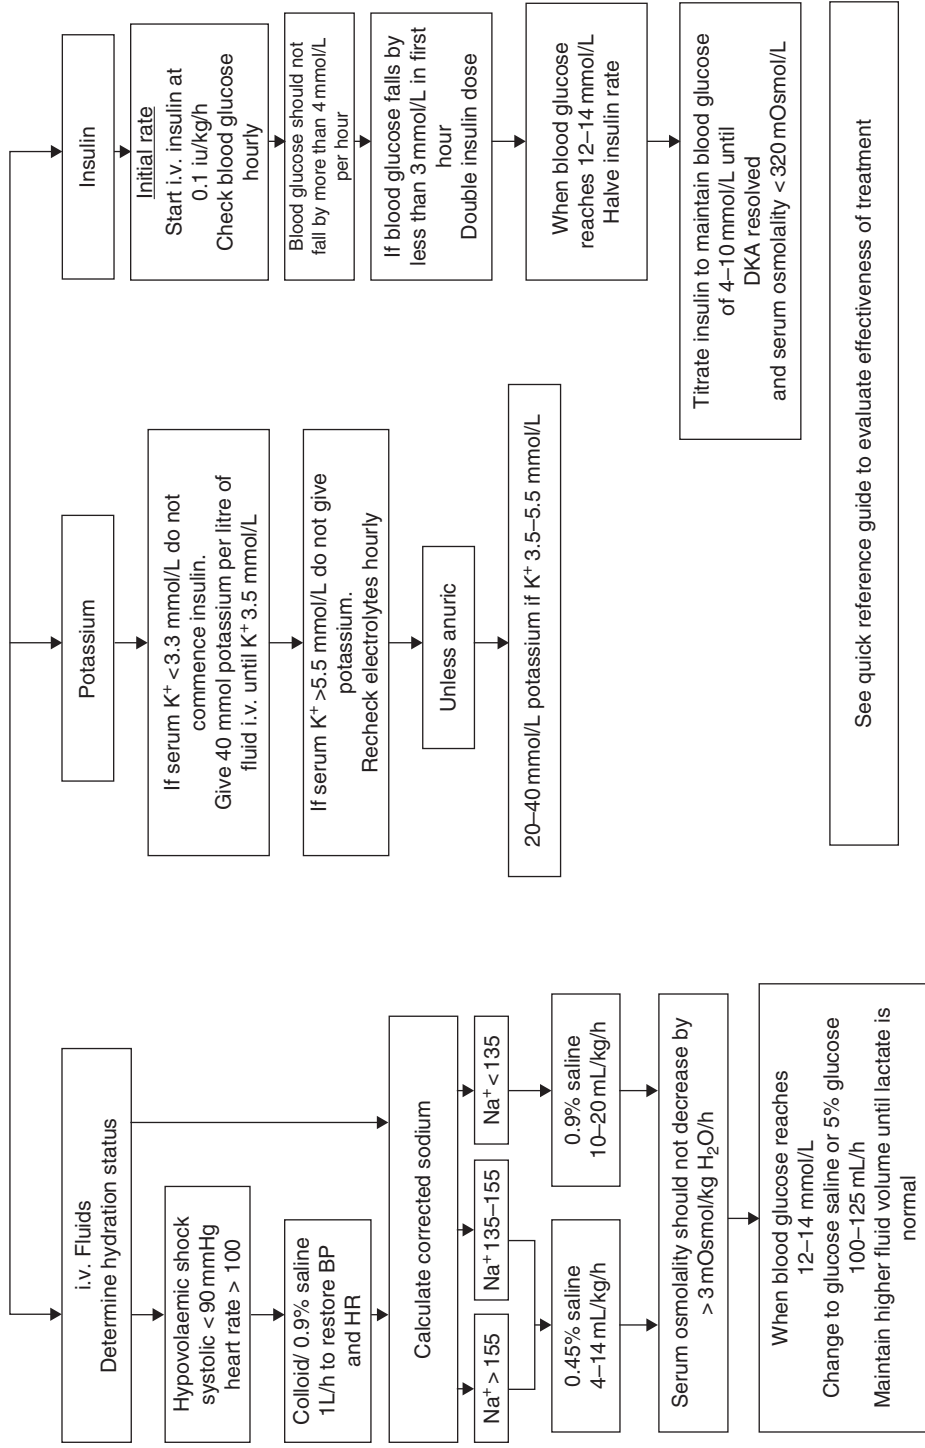 i.v. Fluids
Determine hydration status
Hypovolaemic shock
systolic < 90 mmHg
heart rate > 100
Colloid/ 0.9% saline
1L/h to restore BP
and HR
Calculate corrected sodium
Na⁺ > 155
Na⁺ 135–155
Na⁺ < 135
0.45% saline
4–14 mL/kg/h
0.9% saline
10–20 mL/kg/h
Serum osmolality should not decrease by
> 3 mOsmol/kg H₂O/h
When blood glucose reaches
12–14 mmol/L
Change to glucose saline or 5% glucose
100–125 mL/h
Maintain higher fluid volume until lactate is
normal
Potassium
If serum K⁺ <3.3 mmol/L do not
commence insulin.
Give 40 mmol potassium per litre of
fluid i.v. until K⁺ 3.5 mmol/L
If serum K⁺ >5.5 mmol/L do not give
potassium.
Recheck electrolytes hourly
Unless anuric
20–40 mmol/L potassium if K⁺ 3.5–5.5 mmol/L
Insulin
Initial rate
Start i.v. insulin at
0.1 iu/kg/h
Check blood glucose
hourly
Blood glucose should not
fall by more than 4 mmol/L
per hour
If blood glucose falls by
less than 3 mmol/L in first
hour
Double insulin dose
When blood glucose
reaches 12–14 mmol/L
Halve insulin rate
Titrate insulin to maintain blood glucose
of 4–10 mmol/L until
DKA resolved
and serum osmolality <320 mOsmol/L
See quick reference guide to evaluate effectiveness of treatment